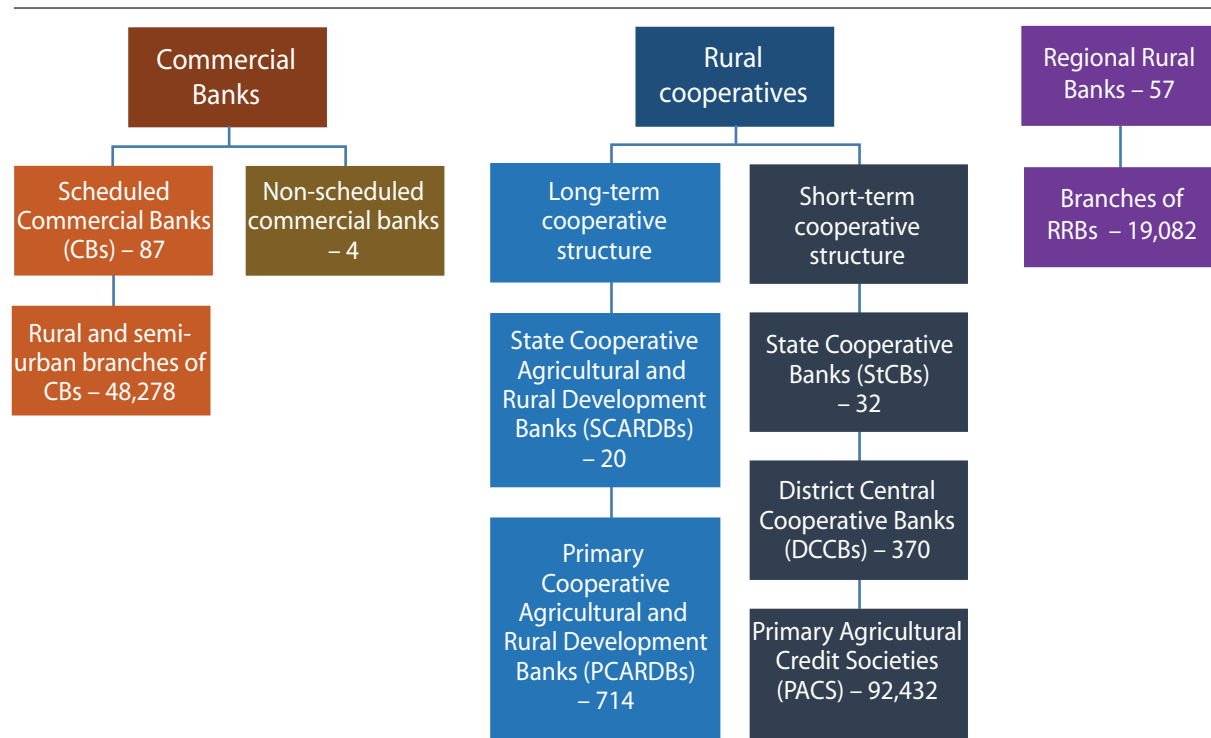 Commercial
Banks
Scheduled
Commercial Banks
(CBs) – 87
Non-scheduled
commercial banks
– 4
Rural and semi-
urban branches of
CBs – 48,278
Rural
cooperatives
Long-term
cooperative
structure
State Cooperative
Agricultural and
Rural Development
Banks (SCARDBs)
– 20
Primary
Cooperative
Agricultural and
Rural Development
Banks (PCARDBs)
– 714
Short-term
cooperative
structure
State Cooperative
Banks (StCBs)
– 32
District Central
Cooperative Banks
(DCCBs) – 370
Primary Agricultural
Credit Societies
(PACS) – 92,432
Regional Rural
Banks – 57
Branches of
RRBs – 19,082